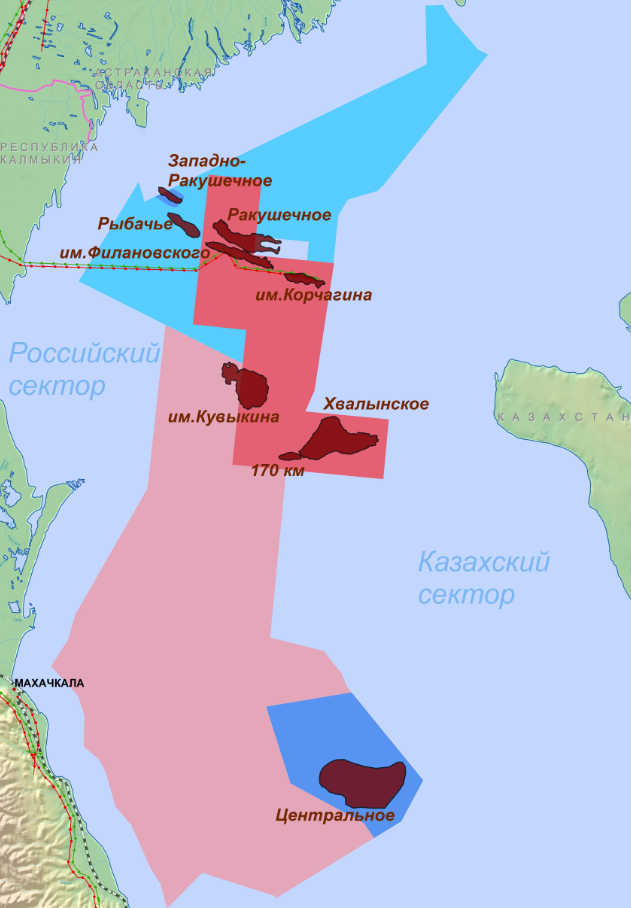 АСТРАХАНСКАЯ
ОБЛАСТЬ
РЕСПУБЛИКА
КАЛМЫКИЯ
Западно-
Ракушечное
Рыбачье
Ракушечное
им.Филановского
им.Корчагина
Российский
сектор
им.Кувыкина
Хвалынское
КАЗАХСТАН
170 км
Казахский
сектор
МАХАЧКАЛА
Центральное